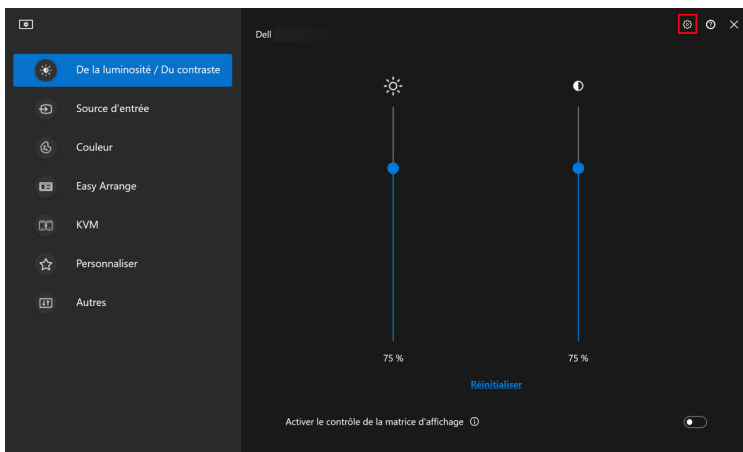 Dell
De la luminosité / Du contraste
Source d'entrée
Couleur
Easy Arrange
KVM
Personnaliser
Autres
75 %
75 %
Réinitialiser
Activer le contrôle de la matrice d'affichage